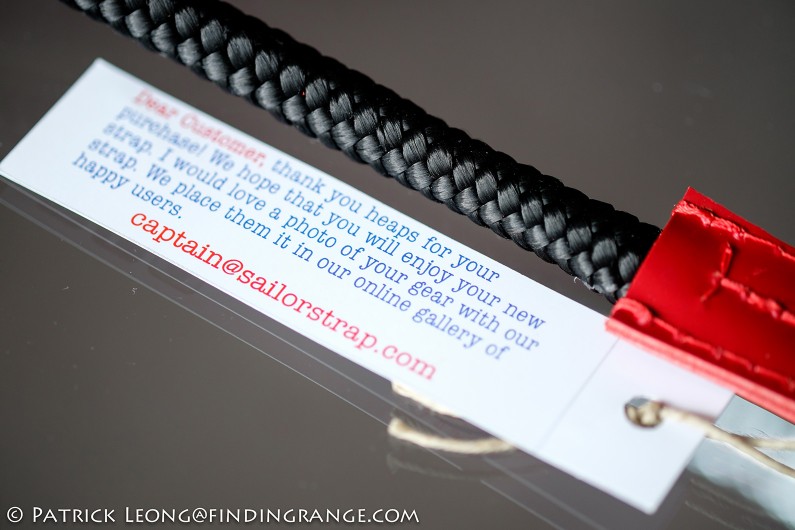 Dear Customer, thank you heaps for your
purchase! We hope that you will enjoy your new
strap. I would love a photo of your gear with our
strap. We place them it in our online gallery of
happy users.
captain@sailorstrap.com
© PATRICK LEONG@FINDINGRANGE.COM